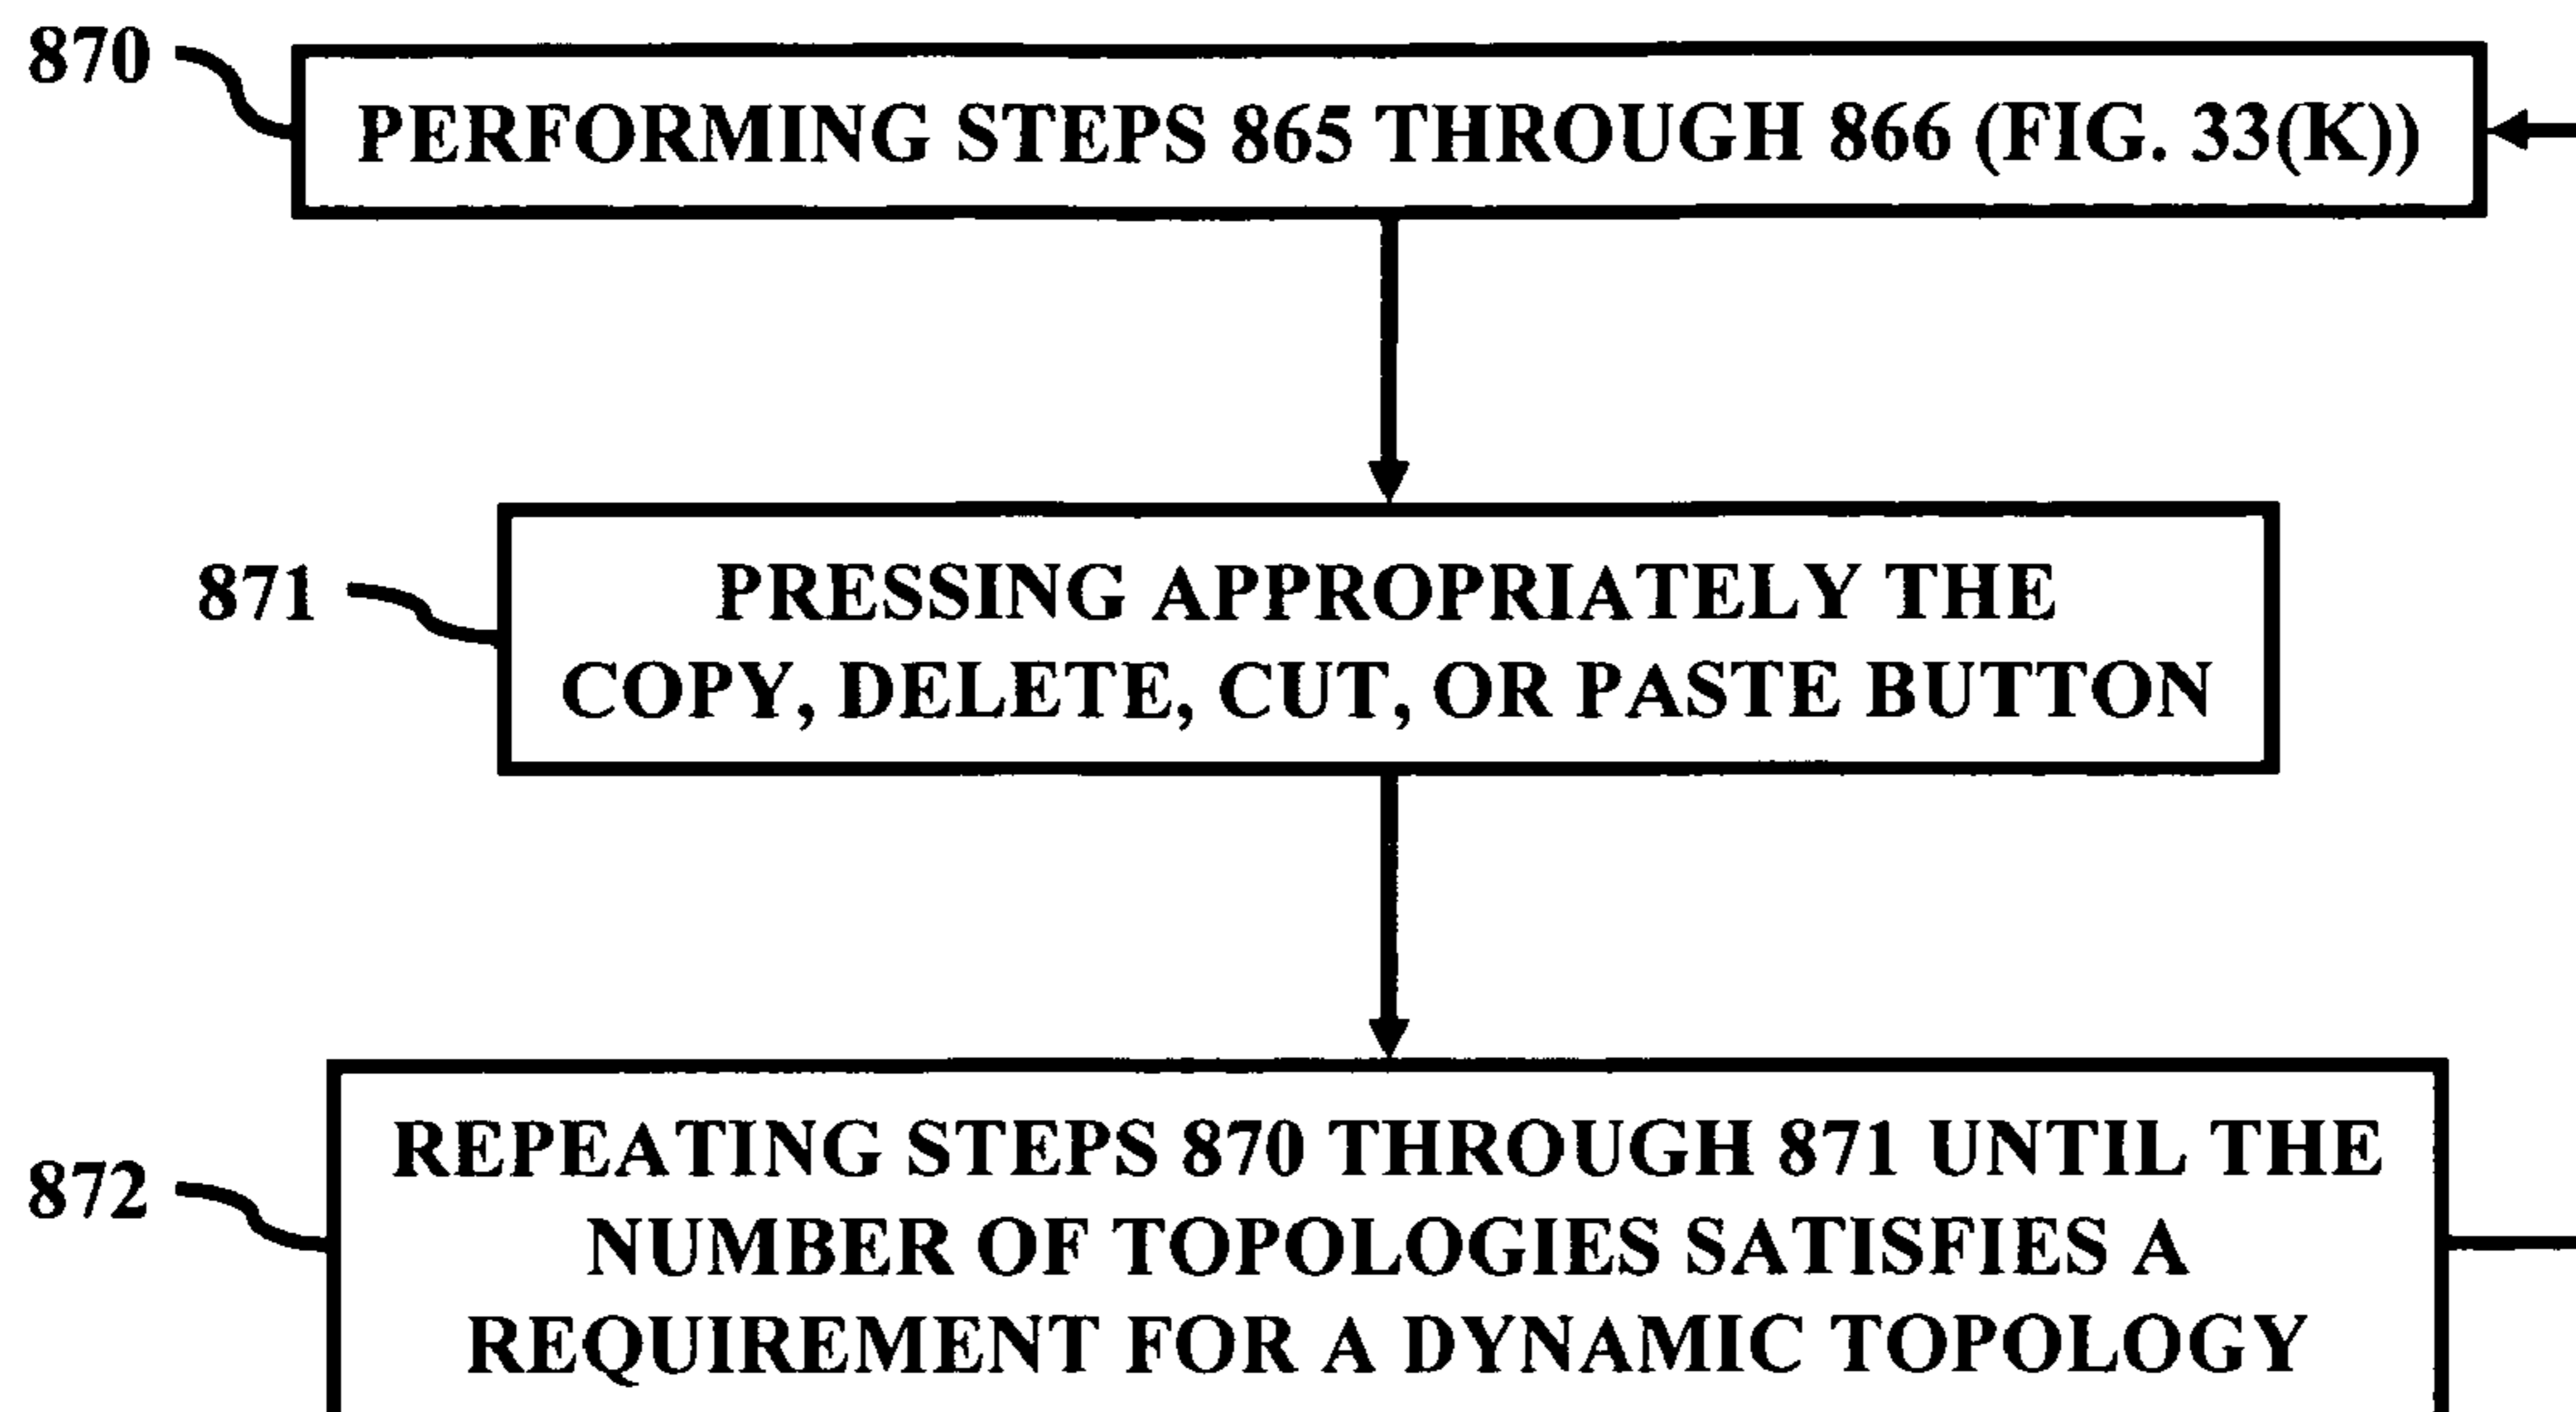 870
PERFORMING STEPS 865 THROUGH 866 (FIG. 33(K))
871
PRESSING APPROPRIATELY THE
COPY, DELETE, CUT, OR PASTE BUTTON
872
REPEATING STEPS 870 THROUGH 871 UNTIL THE
NUMBER OF TOPOLOGIES SATISFIES A
REQUIREMENT FOR A DYNAMIC TOPOLOGY